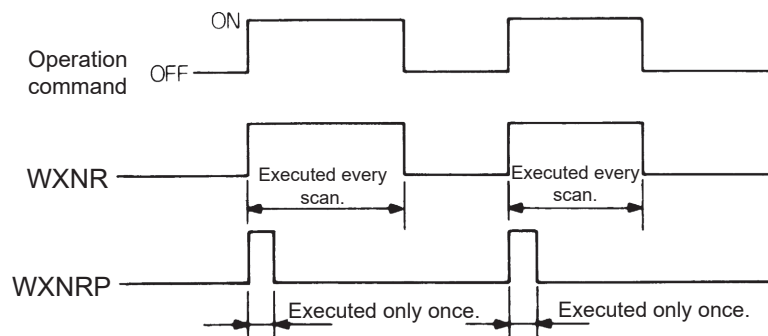 ON
Operation
command
OFF
WXNR
Executed every
scan.
Executed every
scan.
WXNRP
Executed only once.
Executed only once.